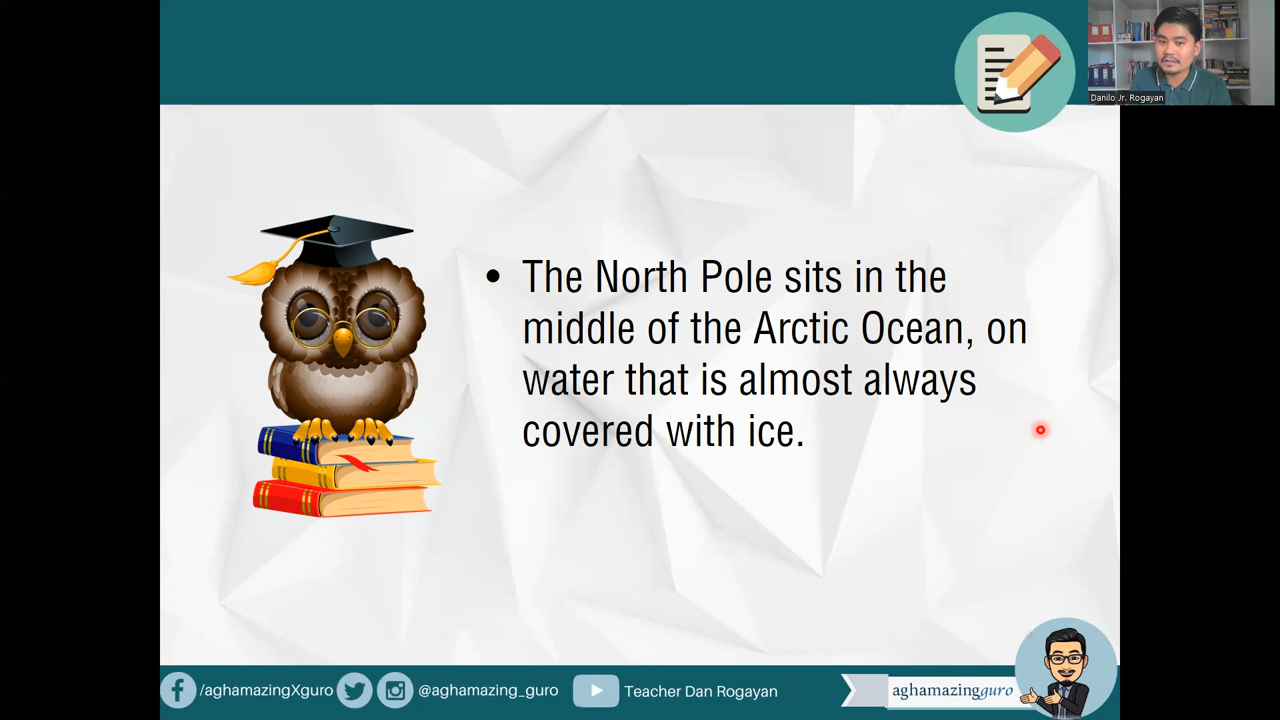 Danilo Jr. Rogayan
• The North Pole sits in the
middle of the Arctic Ocean, on
water that is almost always
covered with ice.
/aghamazingXguro
@aghamazing_guro
Teacher Dan Rogayan
aghamazingguro